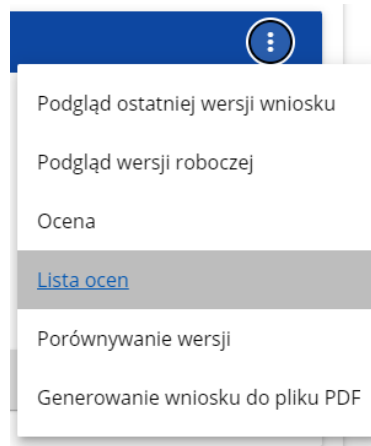 Podgląd ostatniej wersji wniosku
Podgląd wersji roboczej
Ocena
Lista ocen
Porównywanie wersji
Generowanie wniosku do pliku PDF